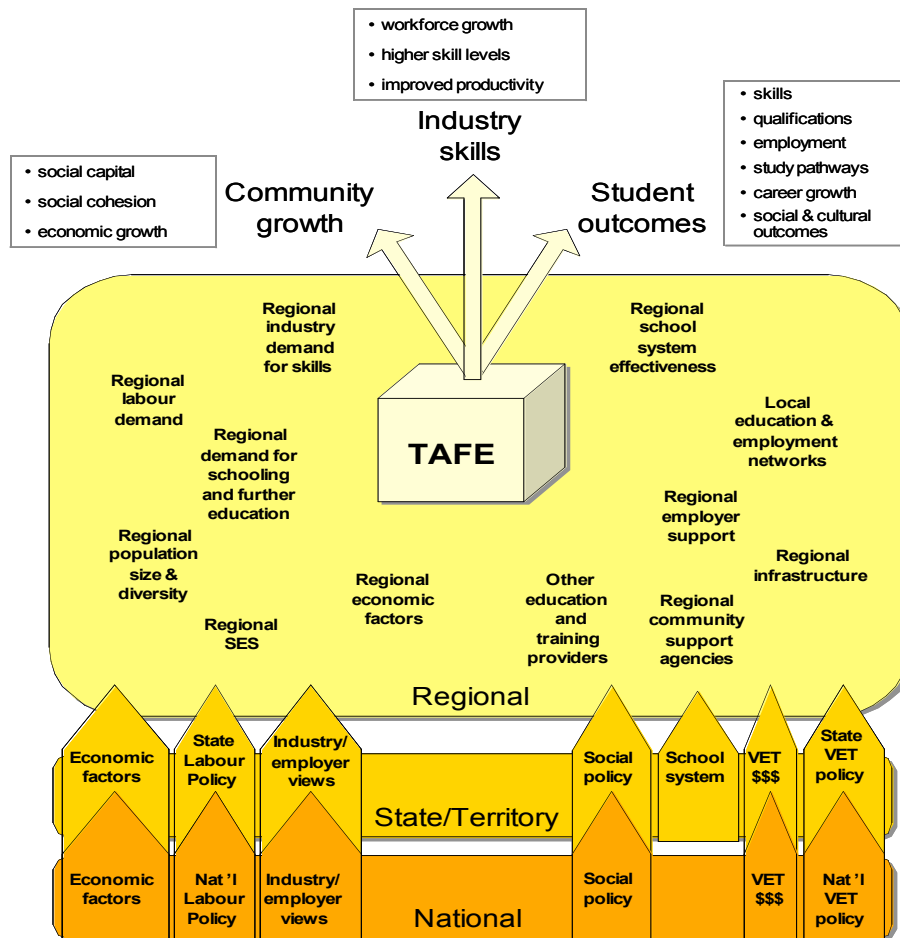 • workforce growth
• higher skill levels
• improved productivity
Industry
skills
• skills
• qualifications
• employment
• study pathways
• career growth
• social & cultural
outcomes
• social capital
• social cohesion
• economic growth
Community
growth
Student
outcomes
Regional
industry
demand
for skills
Regional
school
system
effectiveness
Regional
labour
demand
Local
education &
employment
networks
Regional
demand for
schooling
and further
education
TAFE
Regional
employer
support
Regional
population
size &
diversity
Regional
infrastructure
Regional
economic
factors
Other
education
and
training
providers
Regional
community
support
agencies
Regional
SES
Regional
Economic
factors
State
Labour
Policy
Industry/
employer
views
Social
policy
School
system
VET
$$$
State
VET
policy
State/Territory
Economic
factors
Nat 'l
Labour
Policy
Industry/
employer
views
Social
policy
VET
$$$
Nat 'l
VET
policy
National